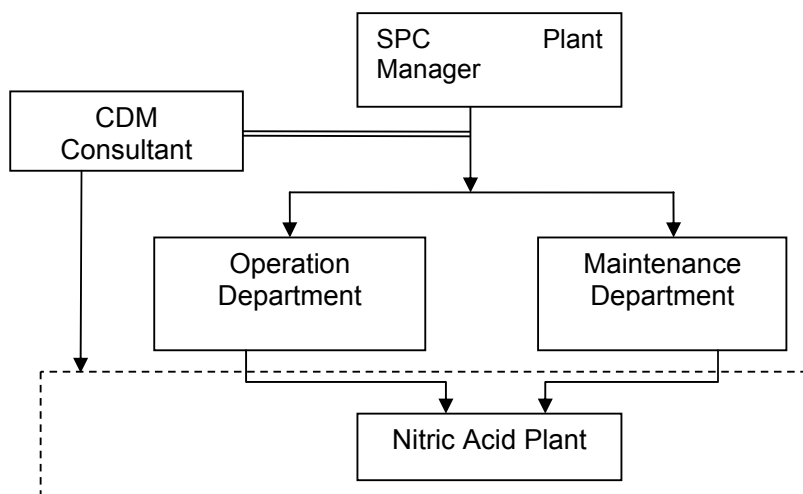 SPC Plant
Manager
CDM
Consultant
Operation
Department
Maintenance
Department
Nitric Acid Plant